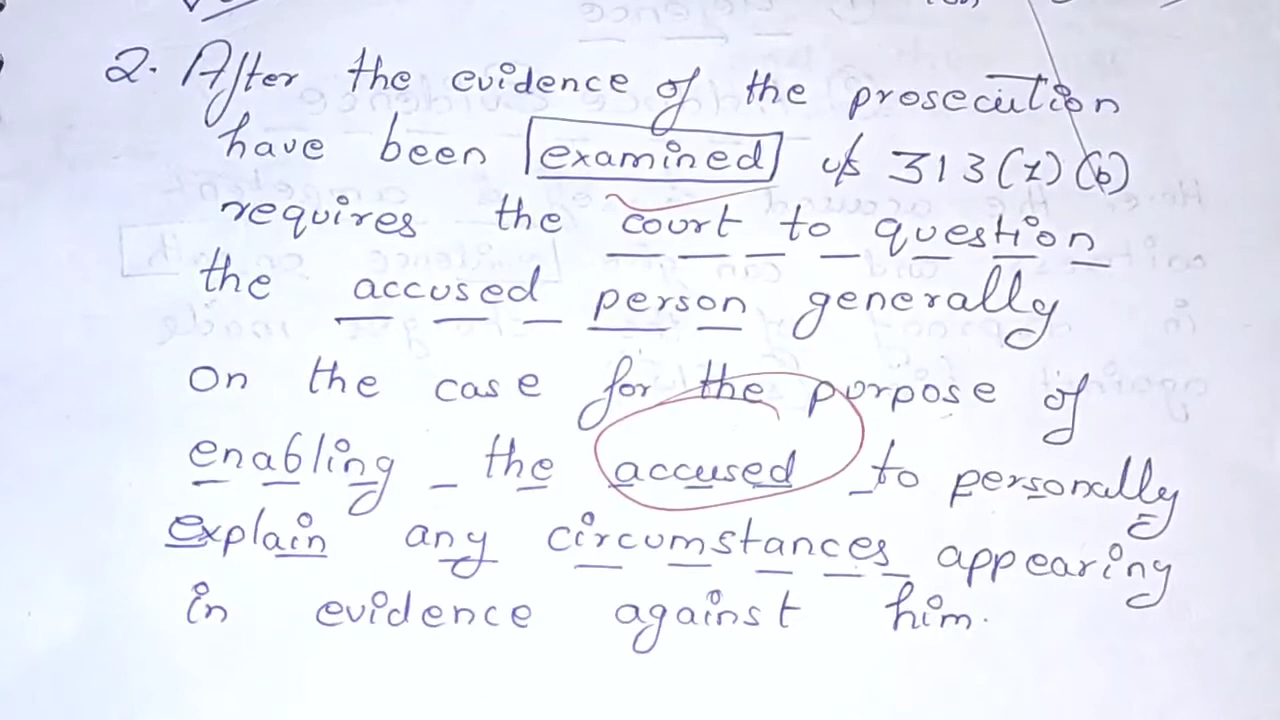 2. After the evidence of the prosecution
have been examined u/s 313(1)(b)
requires the court to question
the accused person generally
on the case for the purpose of
enabling the accused to personally
explain any circumstances appearing
in evidence against him.